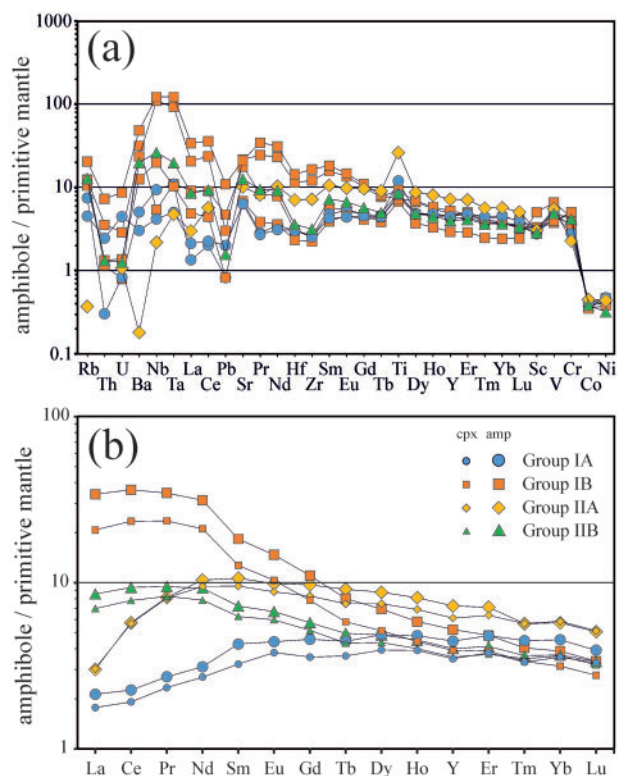 (a)
amphibole / primitive mantle
1000
100
10
1
0.1
Rb U Nb La Pb Pr Hf Sm Gd Ti Ho Er Yb Sc Cr Ni
Th Ba Ta Ce Sr Nd Zr Eu Tb Dy Y Tm Lu V Co
(b)
amphibole / primitive mantle
100
10
1
cpx amp
Group IA
Group IB
Group IIA
Group IIB
La Ce Pr Nd Sm Eu Gd Tb Dy Ho Y Er Tm Yb Lu